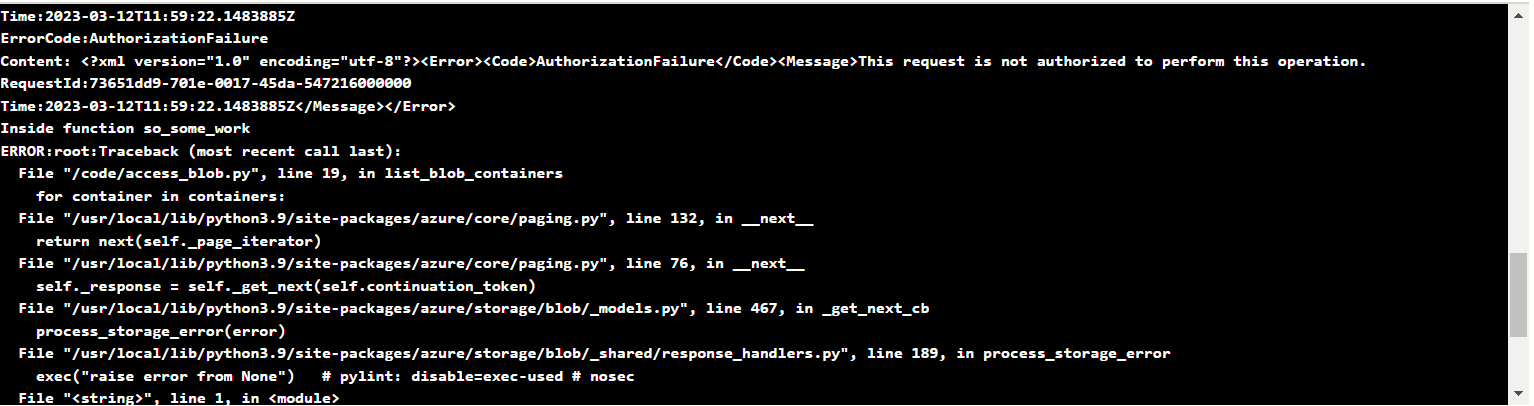 Time:2023-03-12T11:59:22.1483885Z
ErrorCode:AuthorizationFailure
Content: <?xml version="1.0" encoding="utf-8"?><Error><Code>AuthorizationFailure</Code><Message>This request is not authorized to perform this operation.
RequestId:73651dd9-701e-0017-45da-547216000000
Time:2023-03-12T11:59:22.1483885Z</Message></Error>
Inside function so_some_work
ERROR:root:Traceback (most recent call last):
  File "/code/access_blob.py", line 19, in list_blob_containers
    for container in containers:
  File "/usr/local/lib/python3.9/site-packages/azure/core/paging.py", line 132, in __next__
    return next(self._page_iterator)
  File "/usr/local/lib/python3.9/site-packages/azure/core/paging.py", line 76, in __next__
    self._response = self._get_next(self.continuation_token)
  File "/usr/local/lib/python3.9/site-packages/azure/storage/blob/_models.py", line 467, in _get_next_cb
    process_storage_error(error)
  File "/usr/local/lib/python3.9/site-packages/azure/storage/blob/_shared/response_handlers.py", line 189, in process_storage_error
    exec("raise error from None")   # pylint: disable=exec-used # nosec
  File "<string>", line 1, in <module>